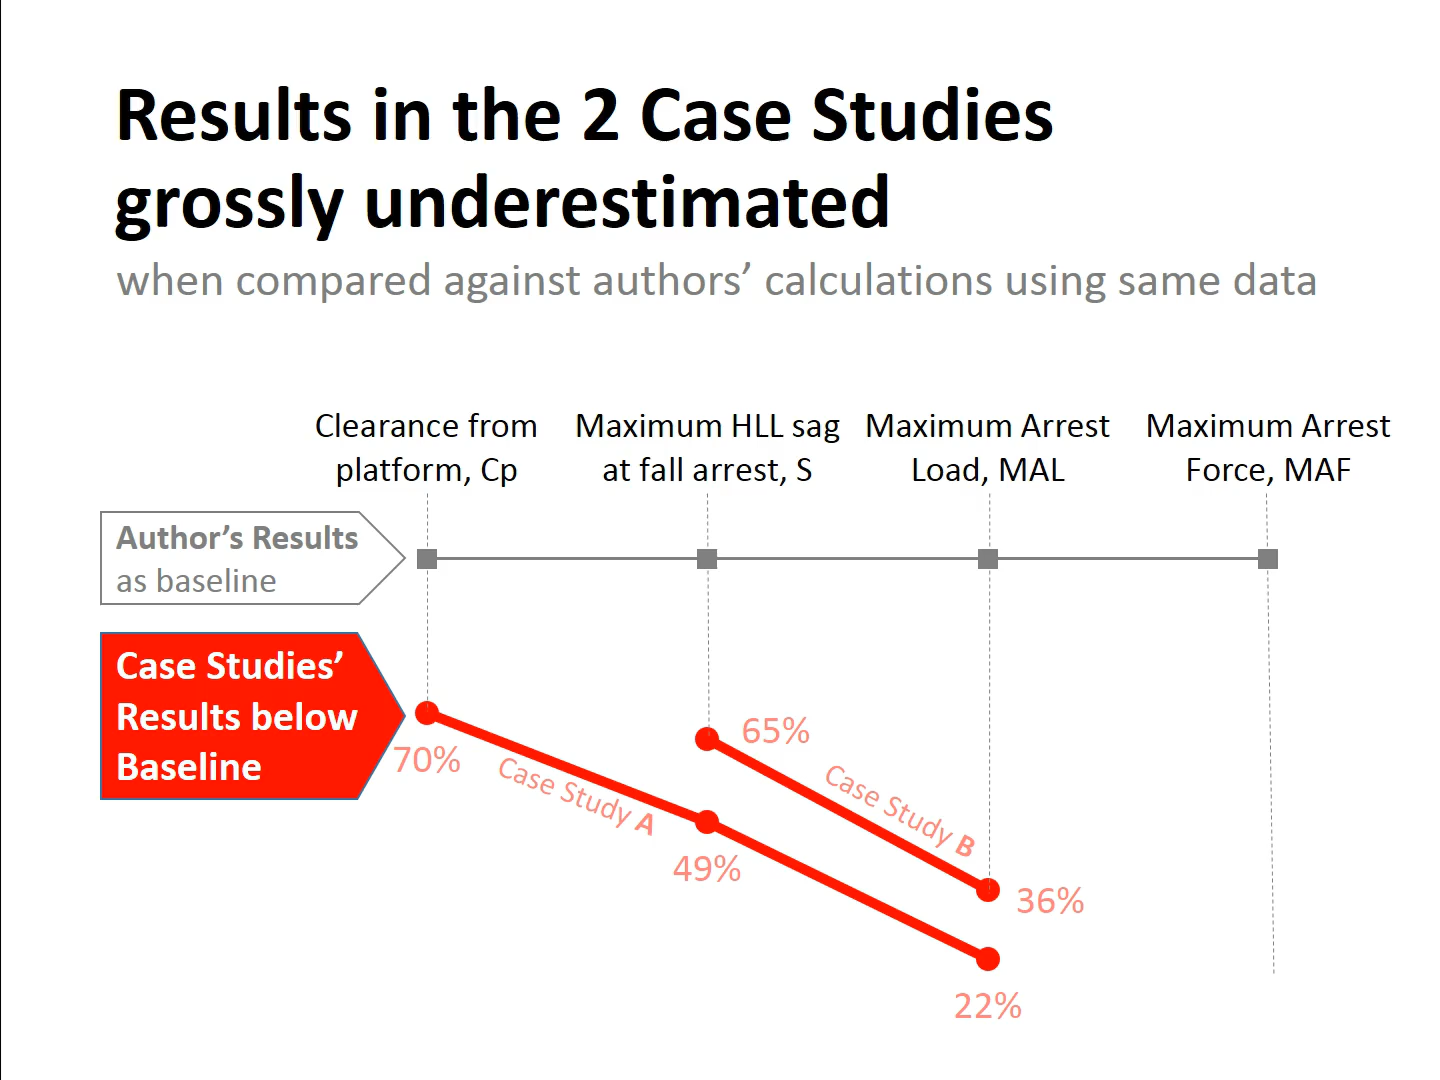 Results in the 2 Case Studies
grossly underestimated
when compared against authors’ calculations using same data
Clearance from
platform, Cp
Maximum HLL sag
at fall arrest, S
Maximum Arrest
Load, MAL
Maximum Arrest
Force, MAF
Author’s Results
as baseline
Case Studies’
Results below
Baseline
70%
Case Study A
49%
65%
Case Study B
36%
22%